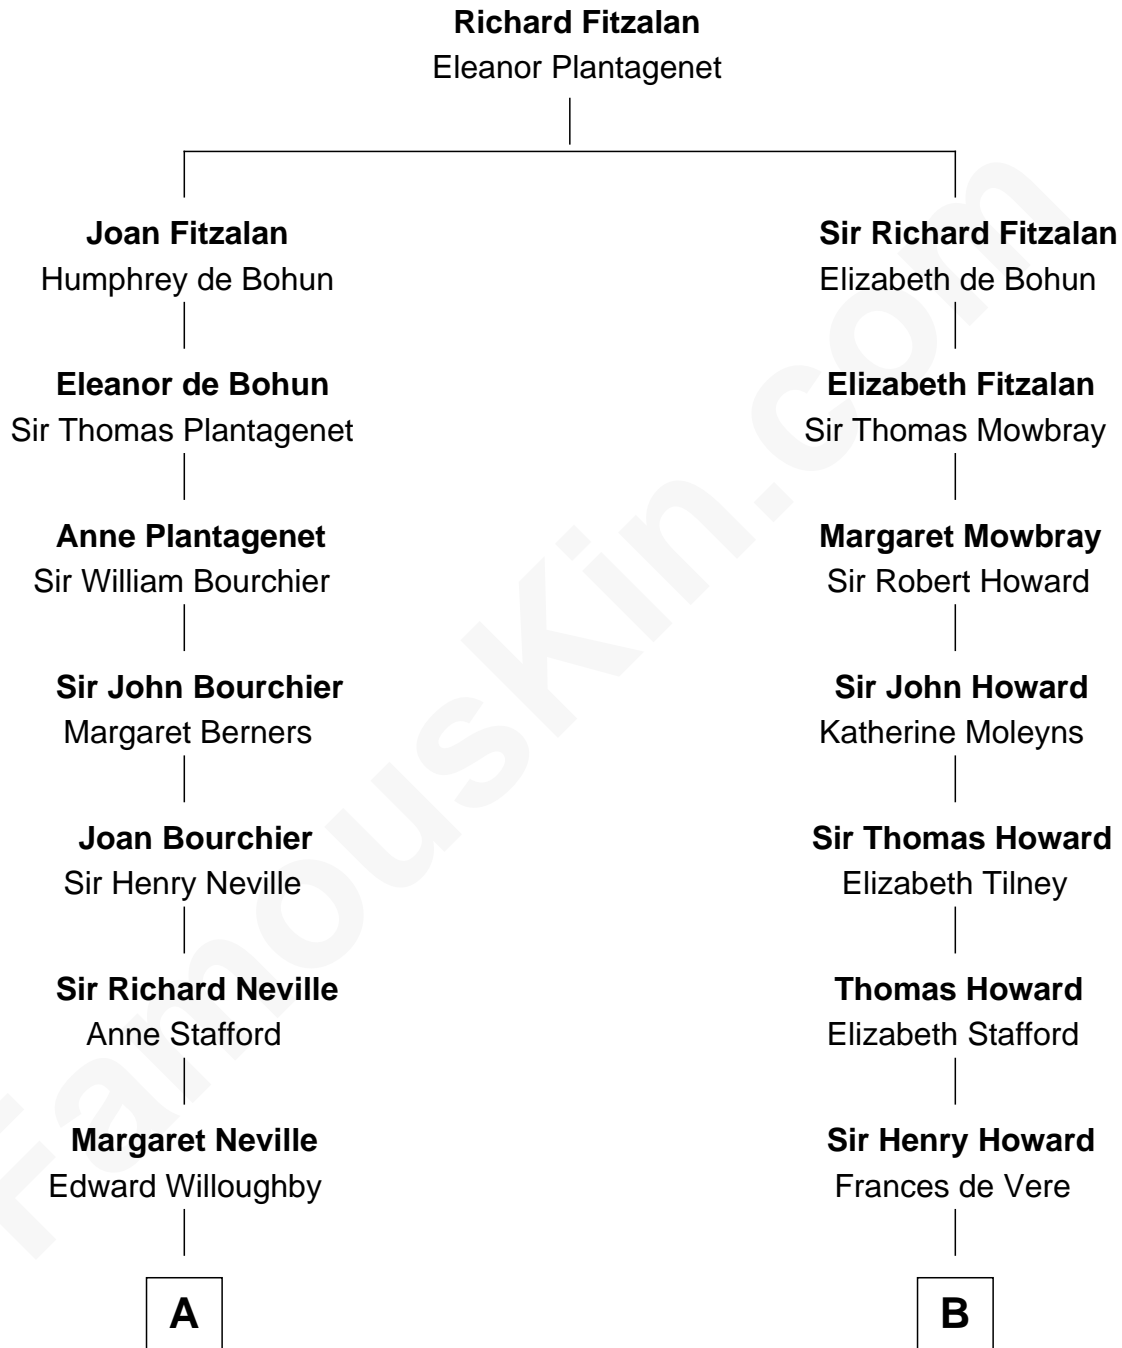 Richard Fitzalan
Eleanor Plantagenet
Joan Fitzalan
Humphrey de Bohun
Sir Richard Fitzalan
Elizabeth de Bohun
Eleanor de Bohun
Sir Thomas Plantagenet
Elizabeth Fitzalan
Sir Thomas Mowbray
Anne Plantagenet
Sir William Bourchier
Margaret Mowbray
Sir Robert Howard
Sir John Bourchier
Margaret Berners
Sir John Howard
Katherine Moleyns
Joan Bourchier
Sir Henry Neville
Sir Thomas Howard
Elizabeth Tilney
Sir Richard Neville
Anne Stafford
Thomas Howard
Elizabeth Stafford
Margaret Neville
Edward Willoughby
Sir Henry Howard
Frances de Vere
A
B
FamousKin.com